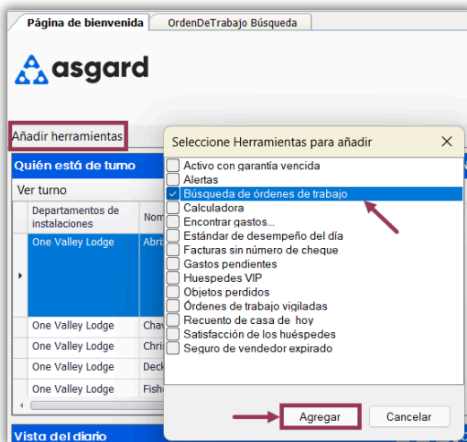 Página de bienvenida
OrdenDeTrabajo Búsqueda
asgard
Añadir herramientas
Seleccione Herramientas para añadir
Activo con garantía vencida
Alertas
Búsqueda de órdenes de trabajo
Calculadora
Encontrar gastos...
Estándar de desempeño del día
Facturas sin número de cheque
Gastos pendientes
Huespedes VIP
Objetos perdidos
Órdenes de trabajo vigiladas
Recuento de casa de hoy
Satisfacción de los huéspedes
Seguro de vendedor expirado
Agregar
Cancelar
Quién está de turno
Ver turno
Departamentos de
instalaciones
One Valley Lodge
One Valley Lodge
One Valley Lodge
One Valley Lodge
One Valley Lodge
Vista del diario